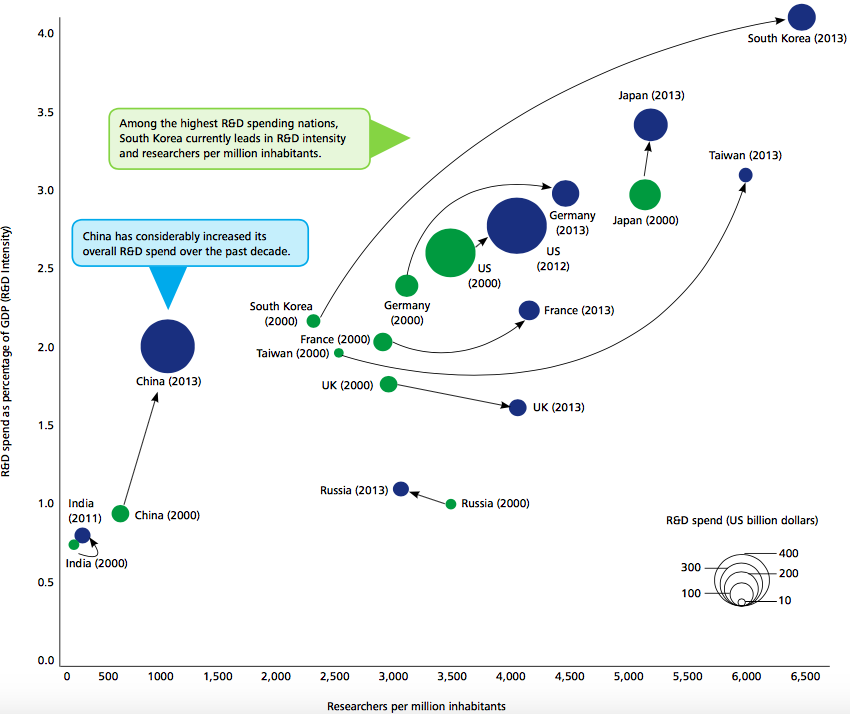 R&D spend as percentage of GDP (R&D Intensity)
4.0
3.5
3.0
2.5
2.0
1.5
1.0
0.5
0.0
South Korea (2013)
Among the highest R&D spending nations,
South Korea currently leads in R&D intensity
and researchers per million inhabitants.
Japan (2013)
Taiwan (2013)
Japan (2000)
Germany
(2013)
US
(2012)
US
(2000)
China has considerably increased its
overall R&D spend over the past decade.
Germany
(2000)
South Korea
(2000)
France (2013)
France (2000)
Taiwan (2000)
China (2013)
UK (2000)
UK (2013)
Russia (2013)
Russia (2000)
India
(2011)
China (2000)
India (2000)
R&D spend (US billion dollars)
400
300
200
100
10
0
500
1000
1,500
2,000
2,500
3,000
3,500
4,000
4,500
5,000
5,500
6,000
6,500
Researchers per million inhabitants